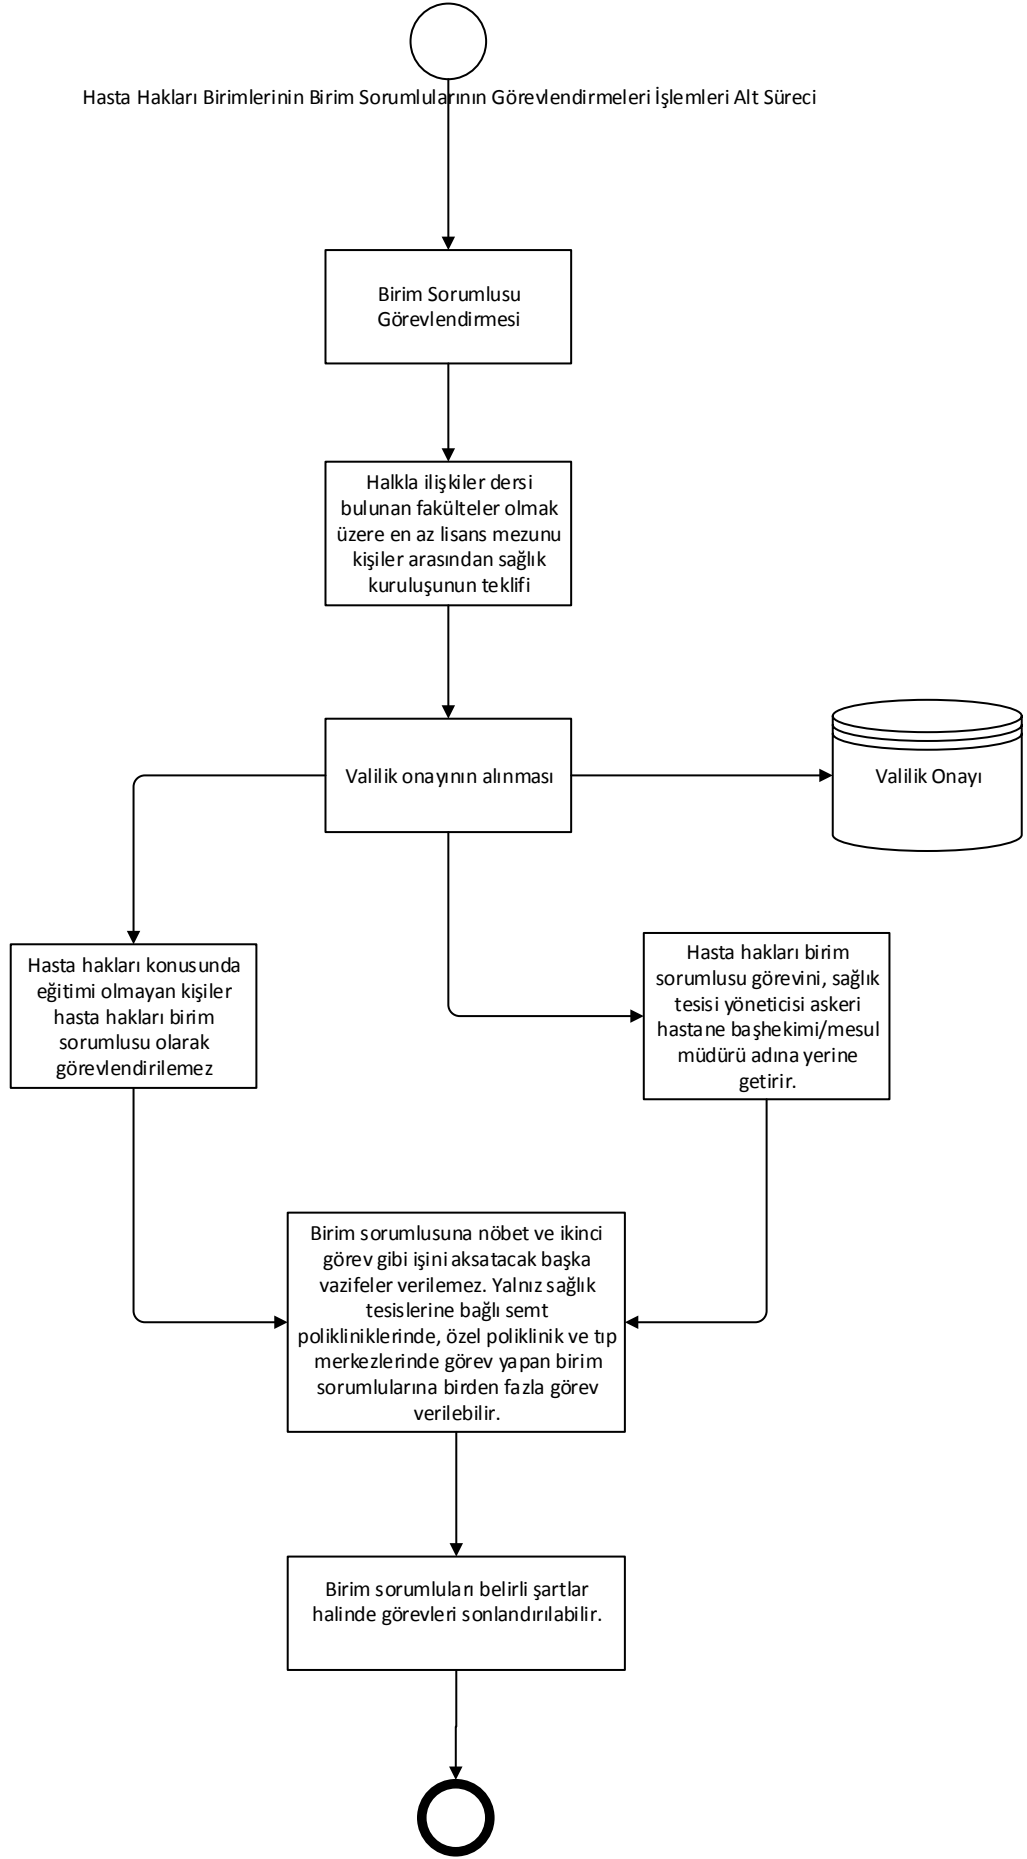 Hasta Hakları Birimlerinin Birim Sorumlularının Görevlendirmeleri İşlemleri Alt Süreci
Birim Sorumlusu
Görevlendirmesi
Halkla ilişkiler dersi
bulunan fakülteler olmak
üzere en az lisans mezunu
kişiler arasından sağlık
kuruluşunun teklifi
Valilik onayının alınması
Valilik Onayı
Hasta hakları konusunda
eğitimi olmayan kişiler
hasta hakları birim
sorumlusu olarak
görevlendirilemez
Hasta hakları birim
sorumlusu görevini, sağlık
tesisi yöneticisi askeri
hastane başhekimi/mesul
müdürü adına yerine
getirir.
Birim sorumlusuna nöbet ve ikinci
görev gibi işini aksatacak başka
vazifeler verilemez. Yalnız sağlık
tesislerine bağlı semt
polikliniklerinde, özel poliklinik ve tıp
merkezlerinde görev yapan birim
sorumlularına birden fazla görev
verilebilir.
Birim sorumluları belirli şartlar
halinde görevleri sonlandırılabilir.